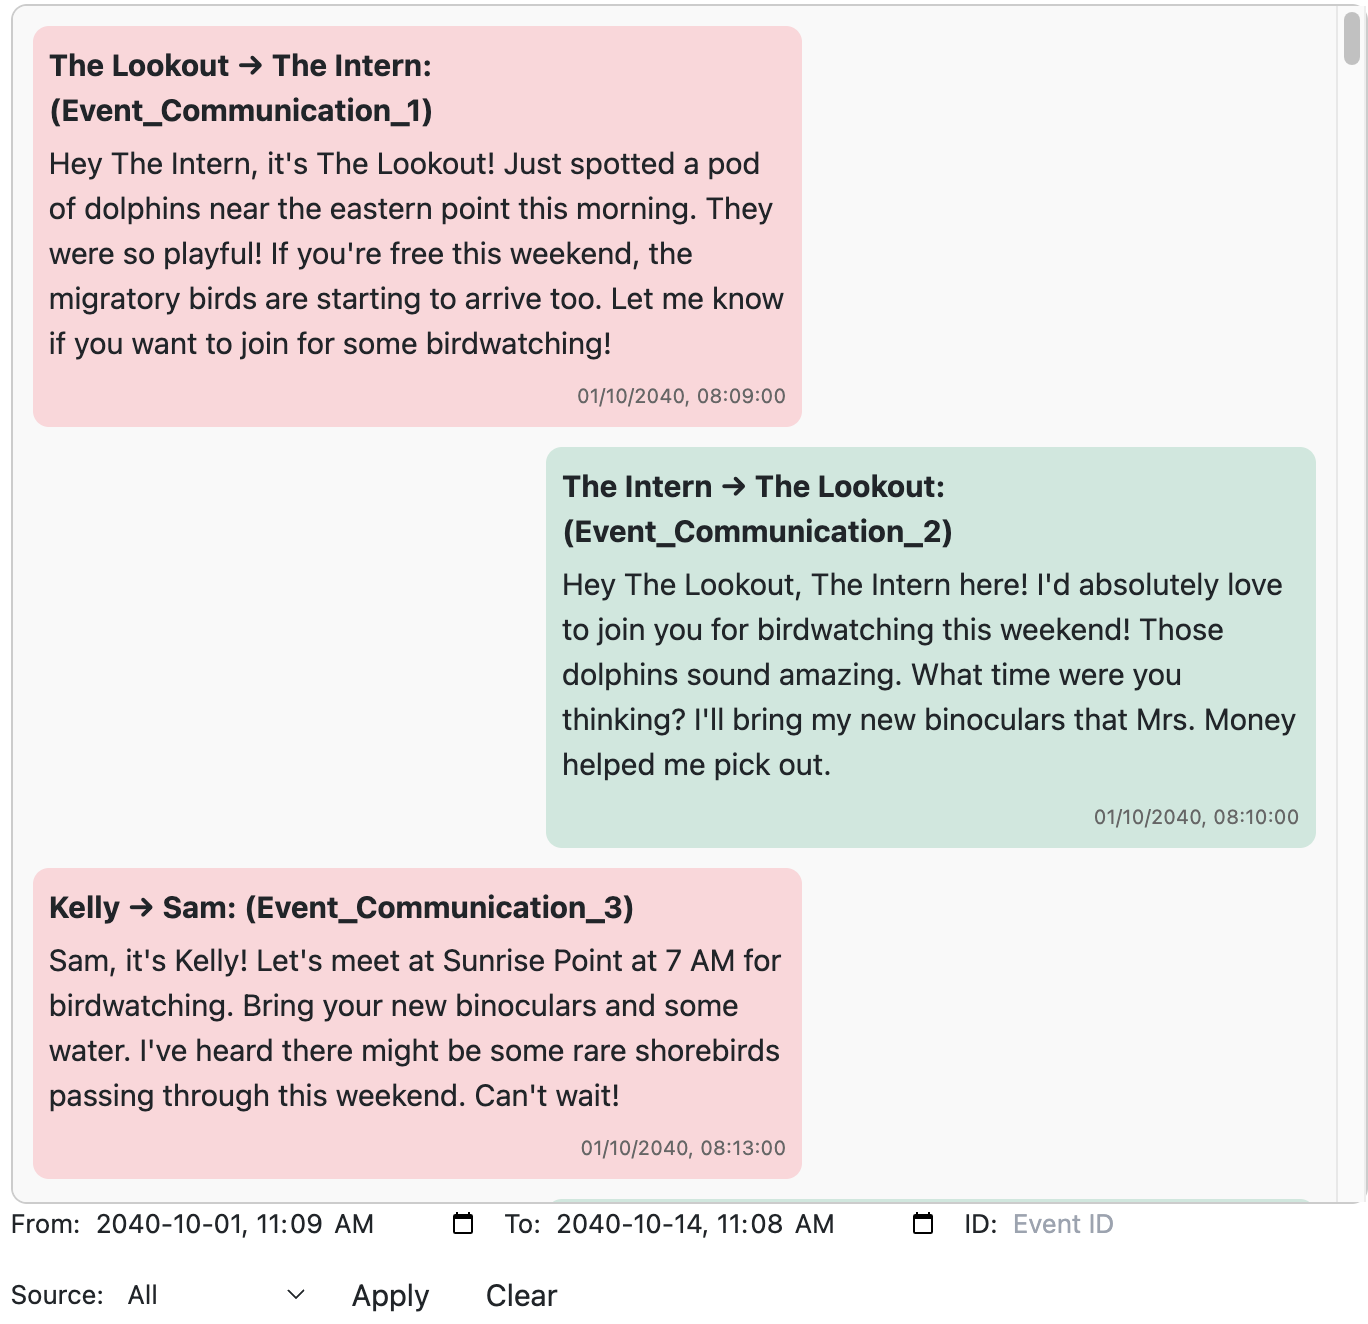 The Lookout → The Intern:
(Event_Communication_1)
Hey The Intern, it's The Lookout! Just spotted a pod
of dolphins near the eastern point this morning. They
were so playful! If you're free this weekend, the
migratory birds are starting to arrive too. Let me know
if you want to join for some birdwatching!
01/10/2040, 08:09:00
The Intern → The Lookout:
(Event_Communication_2)
Hey The Lookout, The Intern here! I'd absolutely love
to join you for birdwatching this weekend! Those
dolphins sound amazing. What time were you
thinking? I'll bring my new binoculars that Mrs. Money
helped me pick out.
01/10/2040, 08:10:00
Kelly → Sam: (Event_Communication_3)
Sam, it's Kelly! Let's meet at Sunrise Point at 7 AM for
birdwatching. Bring your new binoculars and some
water. I've heard there might be some rare shorebirds
passing through this weekend. Can't wait!
01/10/2040, 08:13:00
From: 2040-10-01, 11:09 AM To: 2040-10-14, 11:08 AM ID: Event ID
Source: All Apply Clear